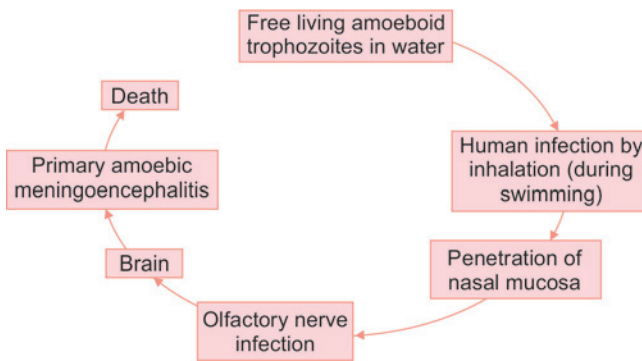 Free living amoeboid
trophozoites in water
Human infection by
inhalation (during
swimming)
Penetration of
nasal mucosa
Olfactory nerve
infection
Brain
Primary amoebic
meningoencephalitis
Death